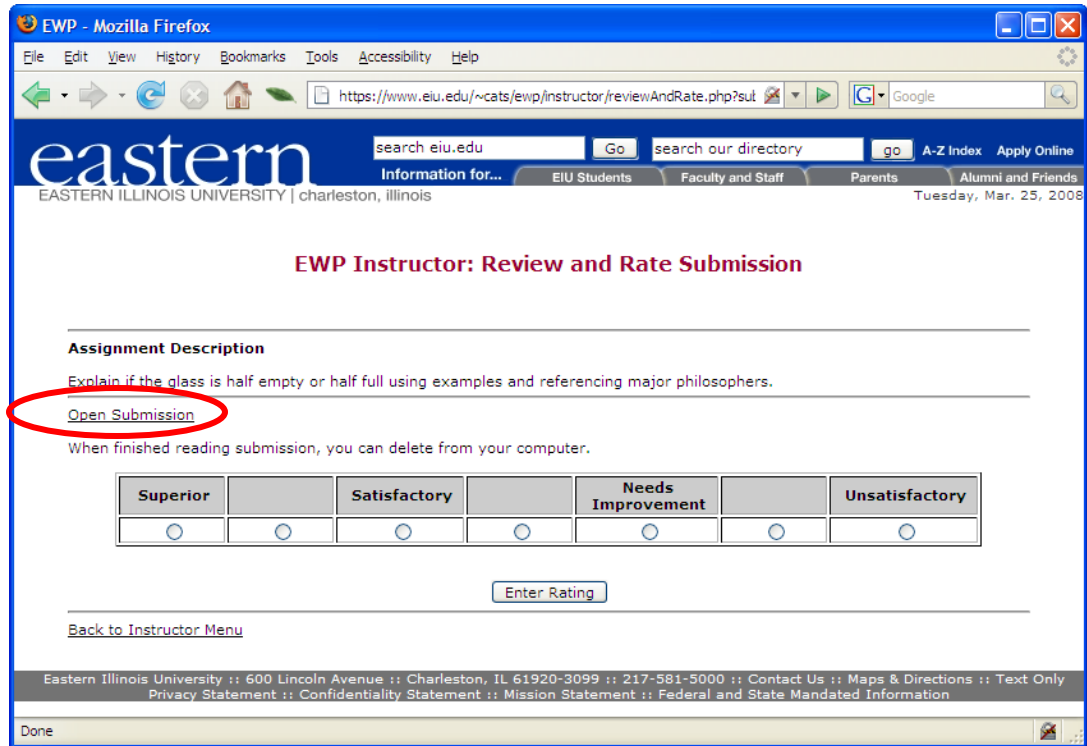 EWP - Mozilla Firefox
File Edit View History Bookmarks Tools Accessibility Help
https://www.eiu.edu/~cats/ewp/instructor/reviewAndRate.php?sub G Google
eastern search eiu.edu Go search our directory go A-Z Index Apply Online
Information for... EIU Students Faculty and Staff Parents Alumni and Friends
EASTERN ILLINOIS UNIVERSITY | charleston, illinois Tuesday, Mar. 25, 2008
EWP Instructor: Review and Rate Submission
Assignment Description
Explain if the glass is half empty or half full using examples and referencing major philosophers.
Open Submission
When finished reading submission, you can delete from your computer.
Superior Satisfactory Needs Improvement Unsatisfactory
Enter Rating
Back to Instructor Menu
Eastern Illinois University :: 600 Lincoln Avenue :: Charleston, IL 61920-3099 :: 217-581-5000 :: Contact Us :: Maps & Directions :: Text Only
Privacy Statement :: Confidentiality Statement :: Mission Statement :: Federal and State Mandated Information
Done